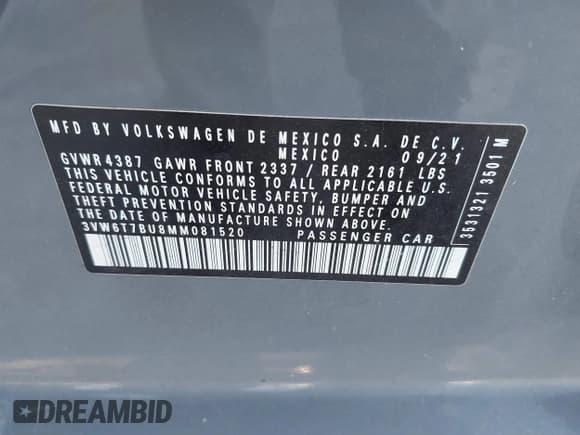 MFD BY VOLKSWAGEN DE MEXICO S.A. DE C.V.
MEXICO 09/21
GVWR 4387 GAWR FRONT 2337 / REAR 2161 LBS
THIS VEHICLE CONFORMS TO ALL APPLICABLE U.S.
FEDERAL MOTOR VEHICLE SAFETY, BUMPER AND
THEFT PREVENTION STANDARDS IN EFFECT ON
THE DATE OF MANUFACTURE SHOWN ABOVE.
3VW6T7BU8MM081520 PASSENGER CAR
3531321 3501 M
DREAMBID